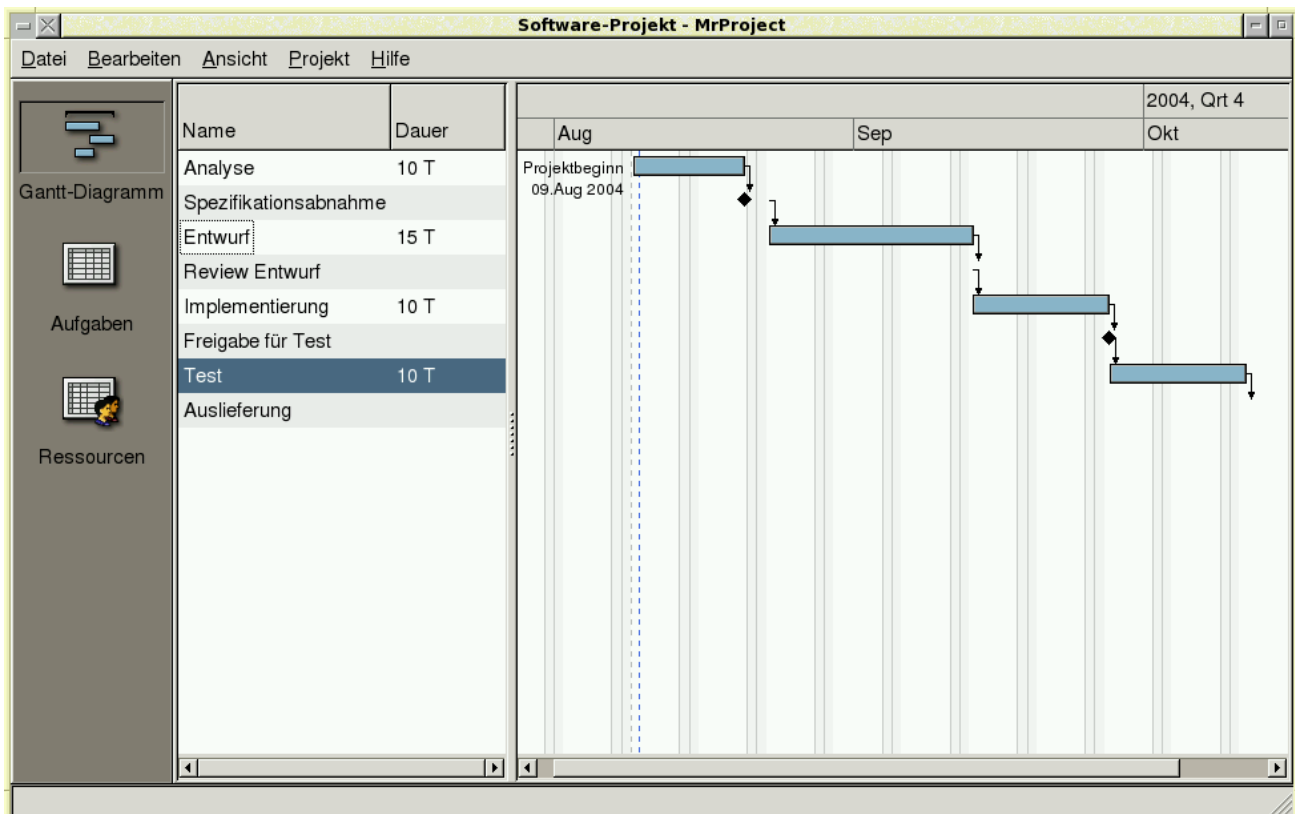 Software-Projekt - MrProject
Datei Bearbeiten Ansicht Projekt Hilfe
Gantt-Diagramm
Aufgaben
Ressourcen
Name Dauer
Analyse 10 T
Spezifikationsabnahme
Entwurf 15 T
Review Entwurf
Implementierung 10 T
Freigabe für Test
Test 10 T
Auslieferung
2004, Qrt 4
Aug Sep Okt
Projektbeginn
09.Aug 2004